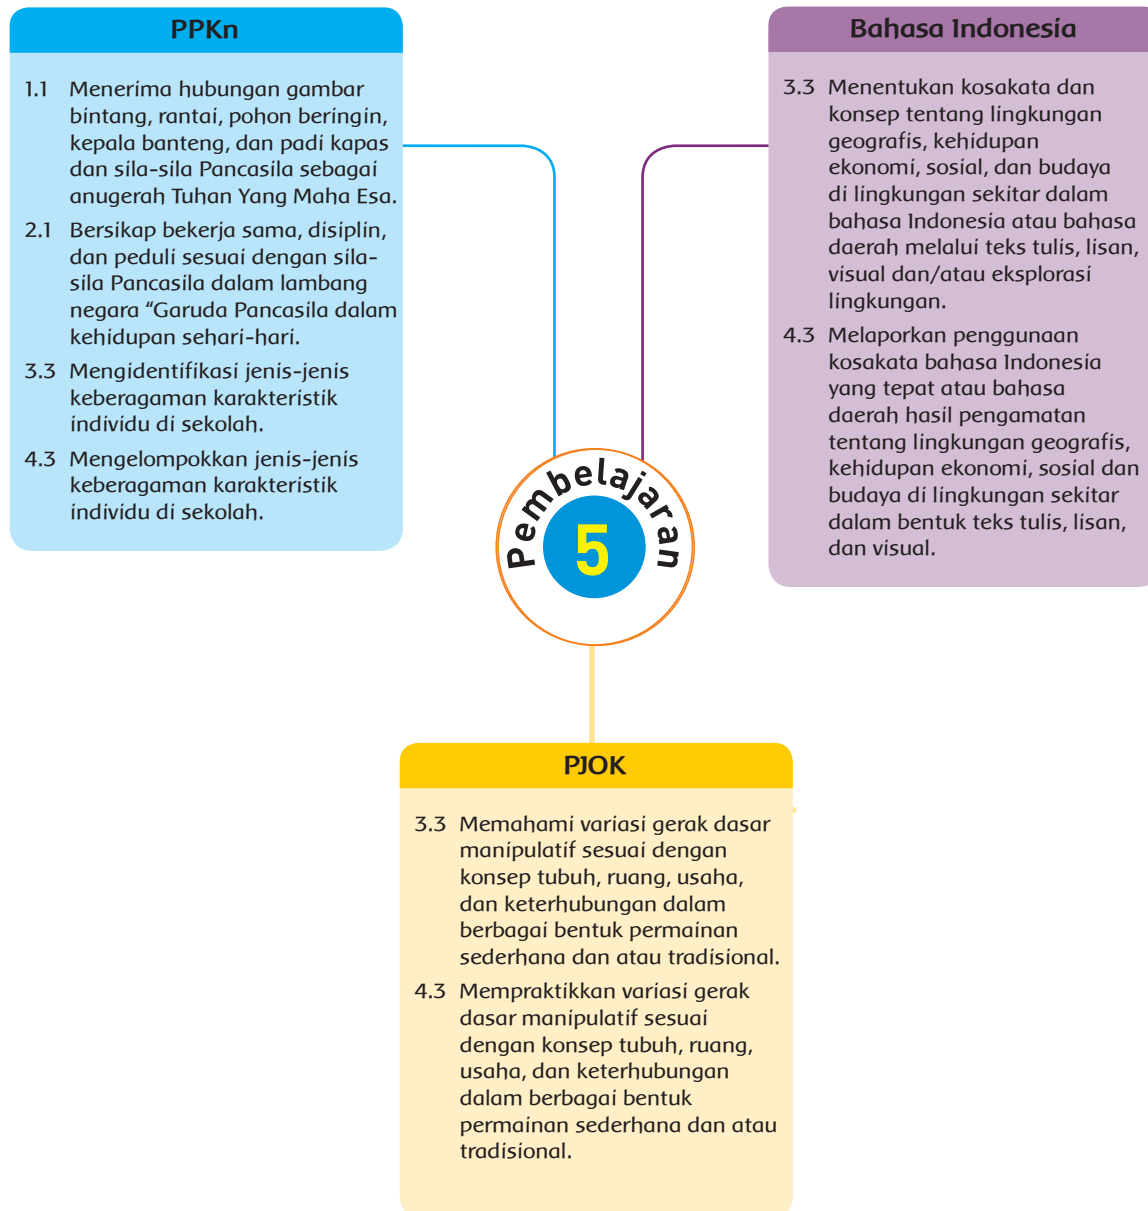 PPKn
1.1 Menerima hubungan gambar
bintang, rantai, pohon beringin,
kepala banteng, dan padi kapas
dan sila-sila Pancasila sebagai
anugerah Tuhan Yang Maha Esa.
2.1 Bersikap bekerja sama, disiplin,
dan peduli sesuai dengan sila-
sila Pancasila dalam lambang
negara “Garuda Pancasila dalam
kehidupan sehari-hari.
3.3 Mengidentifikasi jenis-jenis
keberagaman karakteristik
individu di sekolah.
4.3 Mengelompokkan jenis-jenis
keberagaman karakteristik
individu di sekolah.
Bahasa Indonesia
3.3 Menentukan kosakata dan
konsep tentang lingkungan
geografis, kehidupan
ekonomi, sosial, dan budaya
di lingkungan sekitar dalam
bahasa Indonesia atau bahasa
daerah melalui teks tulis, lisan,
visual dan/atau eksplorasi
lingkungan.
4.3 Melaporkan penggunaan
kosakata bahasa Indonesia
yang tepat atau bahasa
daerah hasil pengamatan
tentang lingkungan geografis,
kehidupan ekonomi, sosial dan
budaya di lingkungan sekitar
dalam bentuk teks tulis, lisan,
dan visual.
Pembelajaran
5
PJOK
3.3 Memahami variasi gerak dasar
manipulatif sesuai dengan
konsep tubuh, ruang, usaha,
dan keterhubungan dalam
berbagai bentuk permainan
sederhana dan atau tradisional.
4.3 Mempraktikkan variasi gerak
dasar manipulatif sesuai
dengan konsep tubuh, ruang,
usaha, dan keterhubungan
dalam berbagai bentuk
permainan sederhana dan atau
tradisional.